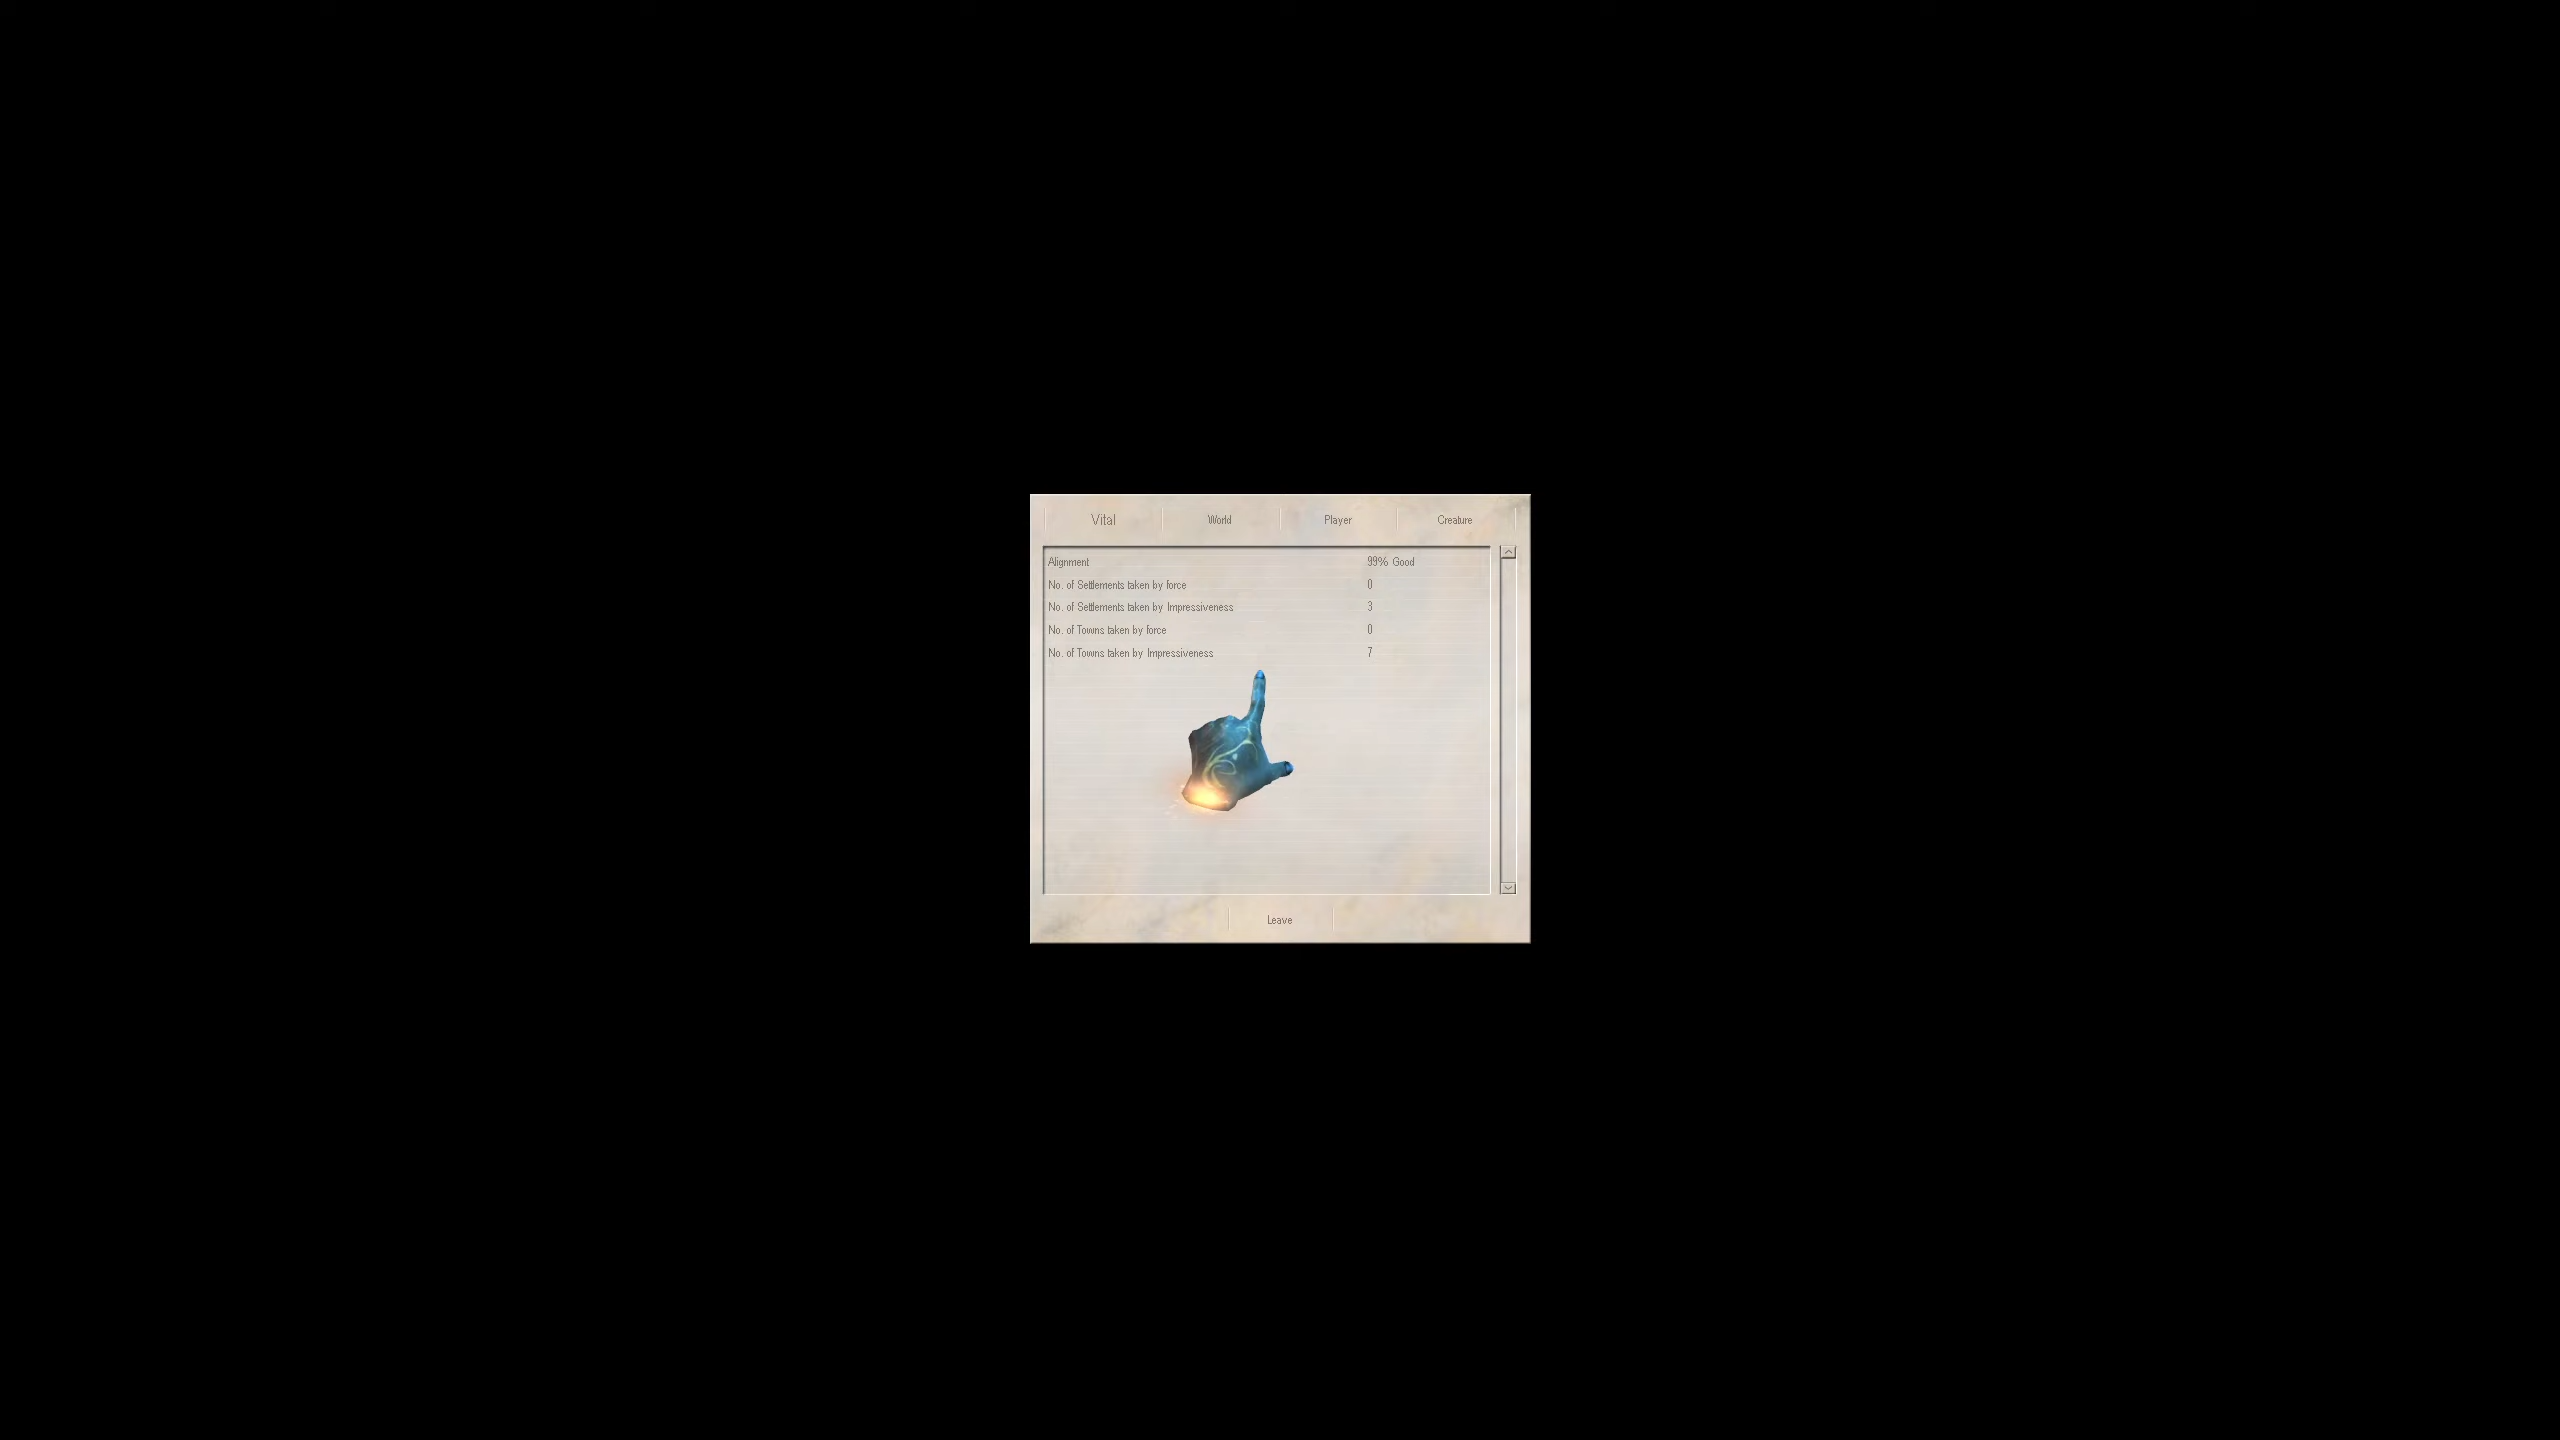 Vital World Player Creature
Alignment 99% Good
No. of Settlements taken by force 0
No. of Settlements taken by Impressiveness 3
No. of Towns taken by force 0
No. of Towns taken by Impressiveness 7
Leave